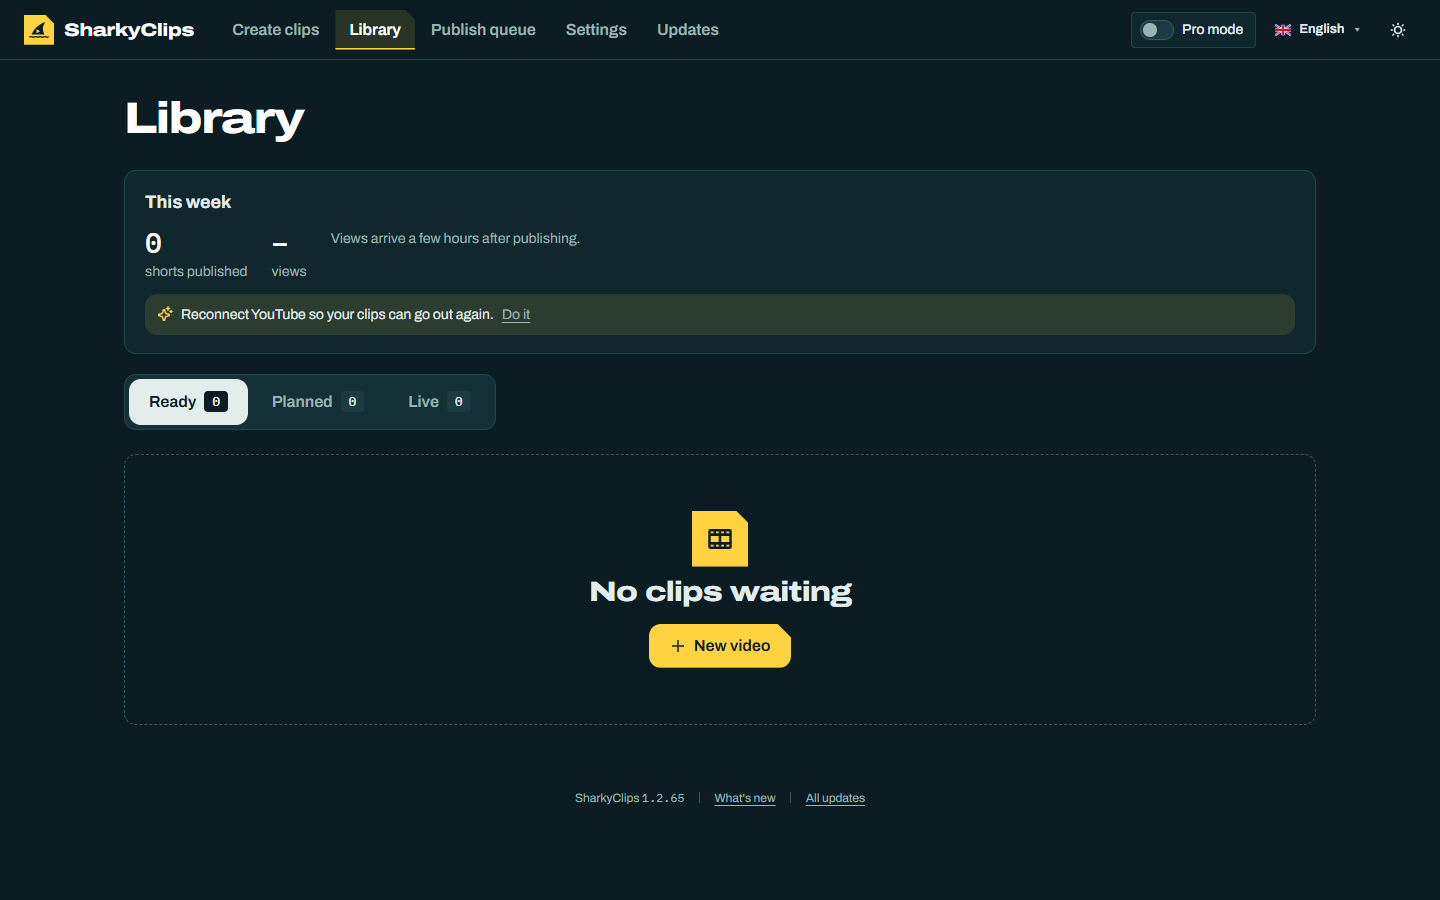 SharkyClips
Create clips
Library
Publish queue
Settings
Updates
Pro mode
English
Library
This week
0
shorts published
–
views
Views arrive a few hours after publishing.
Reconnect YouTube so your clips can go out again. Do it
Ready 0
Planned 0
Live 0
No clips waiting
+ New video
SharkyClips 1.2.65
What's new
All updates